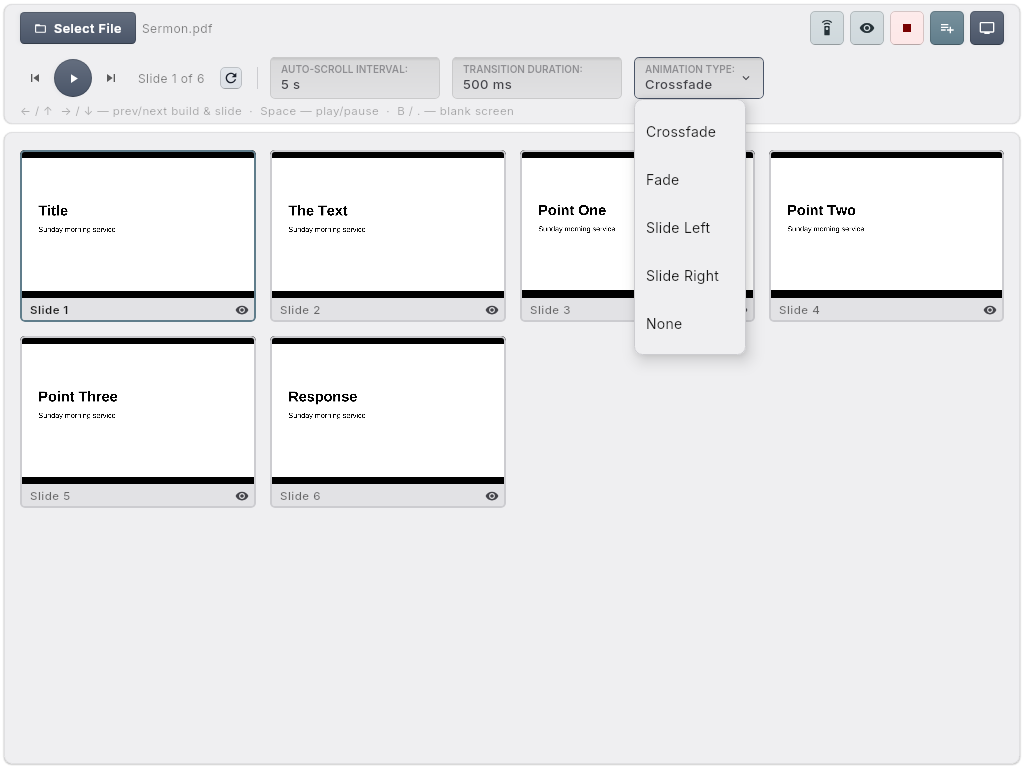 Select File
Sermon.pdf
Slide 1 of 6
AUTO-SCROLL INTERVAL:
5 s
TRANSITION DURATION:
500 ms
ANIMATION TYPE:
Crossfade
← / ↑ → / ↓ — prev/next build & slide · Space — play/pause · B / . — blank screen
Crossfade
Fade
Slide Left
Slide Right
None
Title
Sunday morning service
Slide 1
The Text
Sunday morning service
Slide 2
Point One
Sunday morning service
Slide 3
Point Two
Sunday morning service
Slide 4
Point Three
Sunday morning service
Slide 5
Response
Sunday morning service
Slide 6